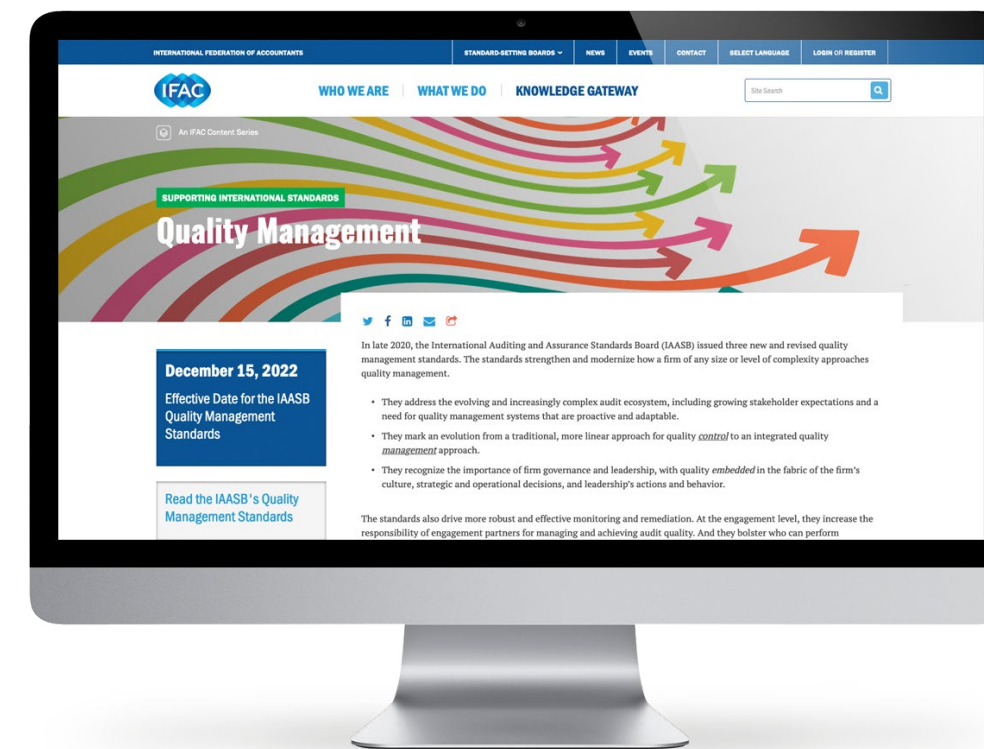 INTERNATIONAL FEDERATION OF ACCOUNTANTS
STANDARD-SETTING BOARDS NEWS EVENTS CONTACT SELECT LANGUAGE LOGIN OR REGISTER
IFAC WHO WE ARE WHAT WE DO KNOWLEDGE GATEWAY Site Search
An IFAC Content Series
SUPPORTING INTERNATIONAL STANDARDS
Quality Management
December 15, 2022
Effective Date for the IAASB
Quality Management
Standards
Read the IAASB's Quality
Management Standards
In late 2020, the International Auditing and Assurance Standards Board (IAASB) issued three new and revised quality
management standards. The standards strengthen and modernize how a firm of any size or level of complexity approaches
quality management.
• They address the evolving and increasingly complex audit ecosystem, including growing stakeholder expectations and a
need for quality management systems that are proactive and adaptable.
• They mark an evolution from a traditional, more linear approach for quality control to an integrated quality
management approach.
• They recognize the importance of firm governance and leadership, with quality embedded in the fabric of the firm's
culture, strategic and operational decisions, and leadership's actions and behavior.
The standards also drive more robust and effective monitoring and remediation. At the engagement level, they increase the
responsibility of engagement partners for managing and achieving audit quality. And they bolster who can perform